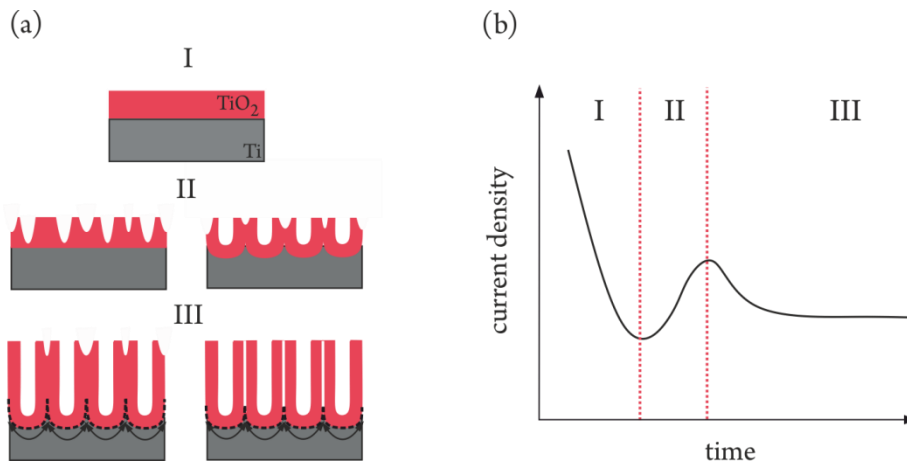 (a)
I
TiO₂
Ti
II
III
(b)
I II III
current density
time